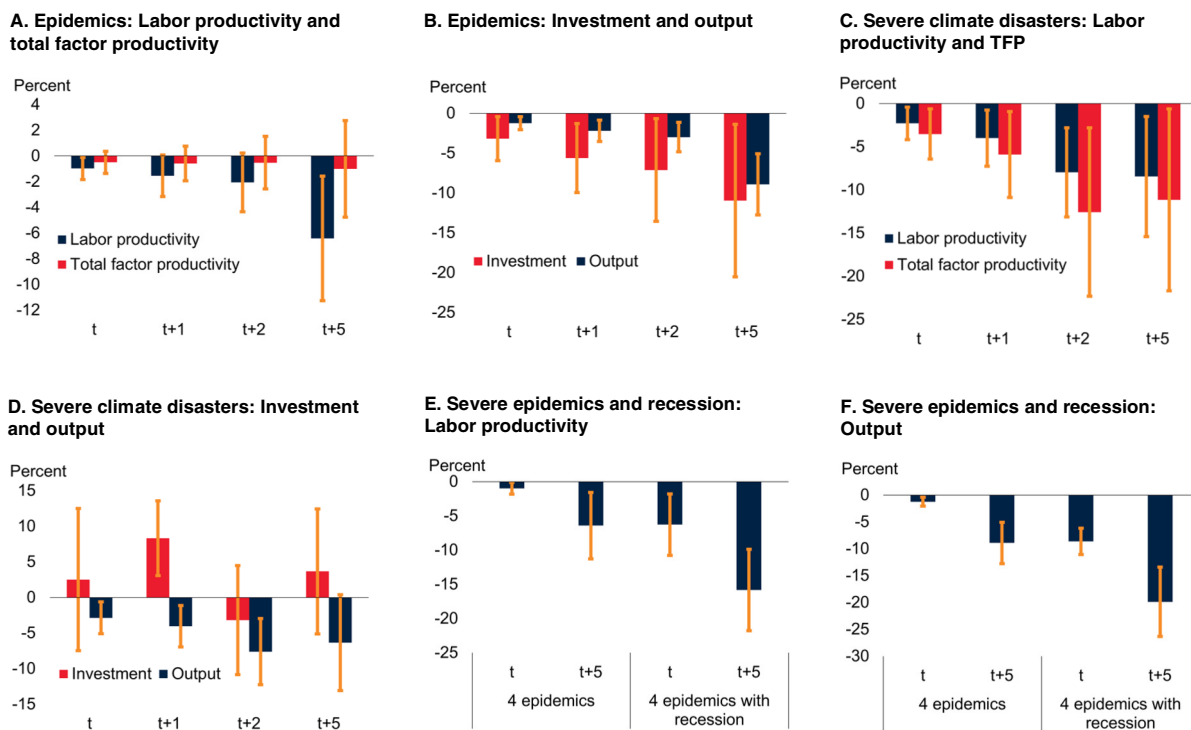 A. Epidemics: Labor productivity and
total factor productivity
Percent
4
2
0
-2
-4
-6
-8
-10
-12
Labor productivity
Total factor productivity
t t+1 t+2 t+5
B. Epidemics: Investment and output
Percent
0
-5
-10
-15
-20
-25
Investment Output
t t+1 t+2 t+5
C. Severe climate disasters: Labor
productivity and TFP
Percent
0
-5
-10
-15
-20
-25
Labor productivity
Total factor productivity
t t+1 t+2 t+5
D. Severe climate disasters: Investment
and output
Percent
15
10
5
0
-5
-10
-15
Investment Output
t t+1 t+2 t+5
E. Severe epidemics and recession:
Labor productivity
Percent
0
-5
-10
-15
-20
-25
t t+5 t t+5
4 epidemics 4 epidemics with
recession
F. Severe epidemics and recession:
Output
Percent
0
-5
-10
-15
-20
-25
-30
t t+5 t t+5
4 epidemics 4 epidemics with
recession